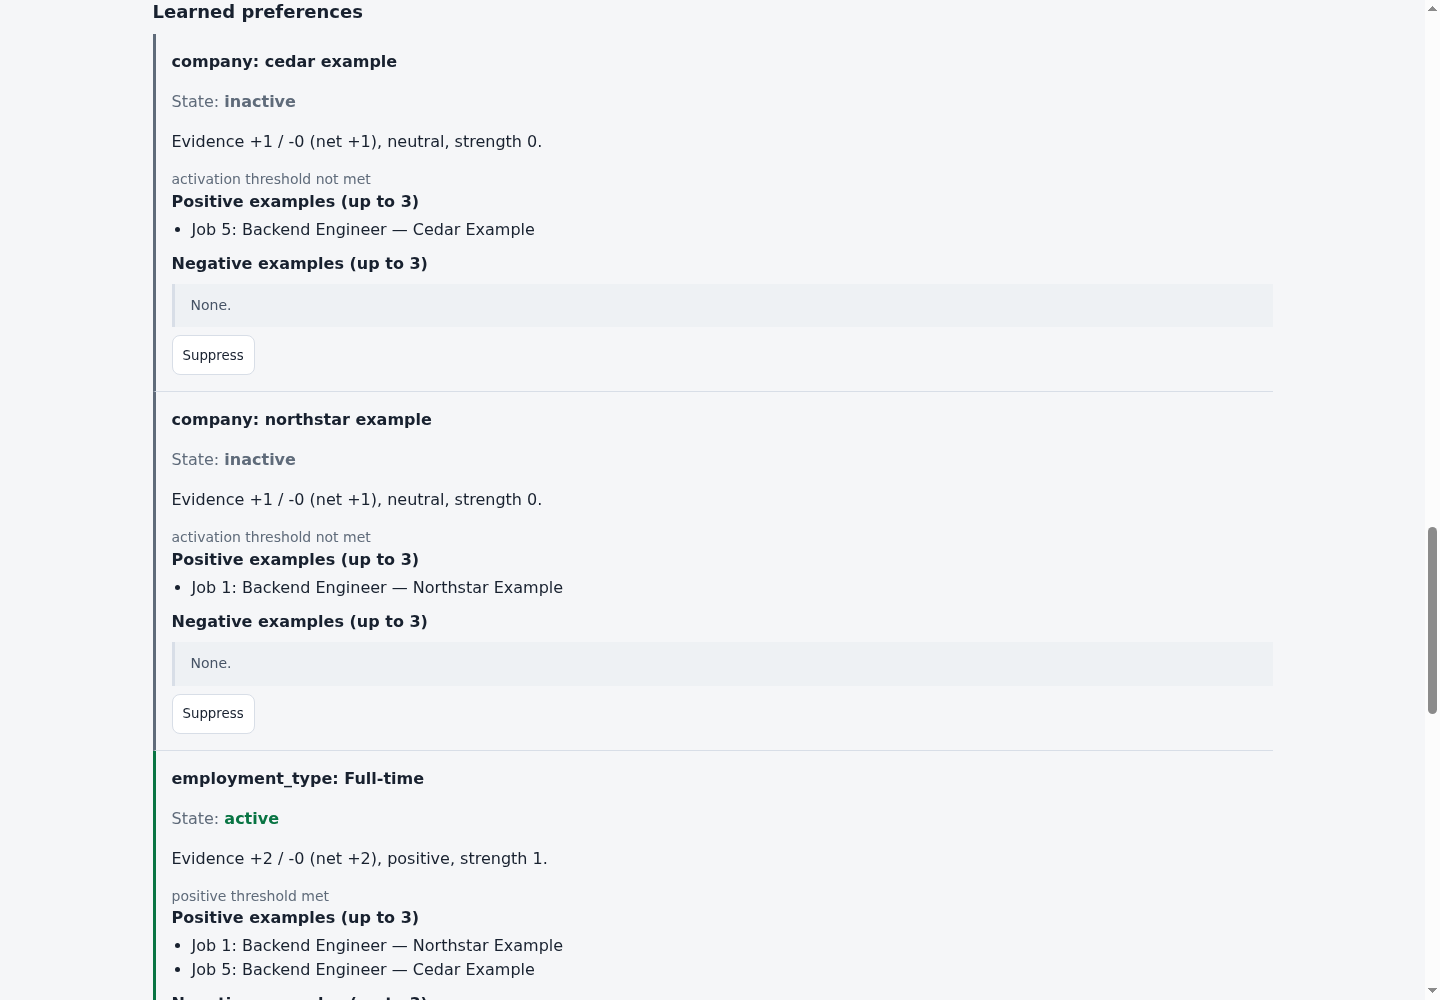 Learned preferences
company: cedar example
State: inactive
Evidence +1 / -0 (net +1), neutral, strength 0.
activation threshold not met
Positive examples (up to 3)
• Job 5: Backend Engineer — Cedar Example
Negative examples (up to 3)
None.
Suppress
company: northstar example
State: inactive
Evidence +1 / -0 (net +1), neutral, strength 0.
activation threshold not met
Positive examples (up to 3)
• Job 1: Backend Engineer — Northstar Example
Negative examples (up to 3)
None.
Suppress
employment_type: Full-time
State: active
Evidence +2 / -0 (net +2), positive, strength 1.
positive threshold met
Positive examples (up to 3)
• Job 1: Backend Engineer — Northstar Example
• Job 5: Backend Engineer — Cedar Example